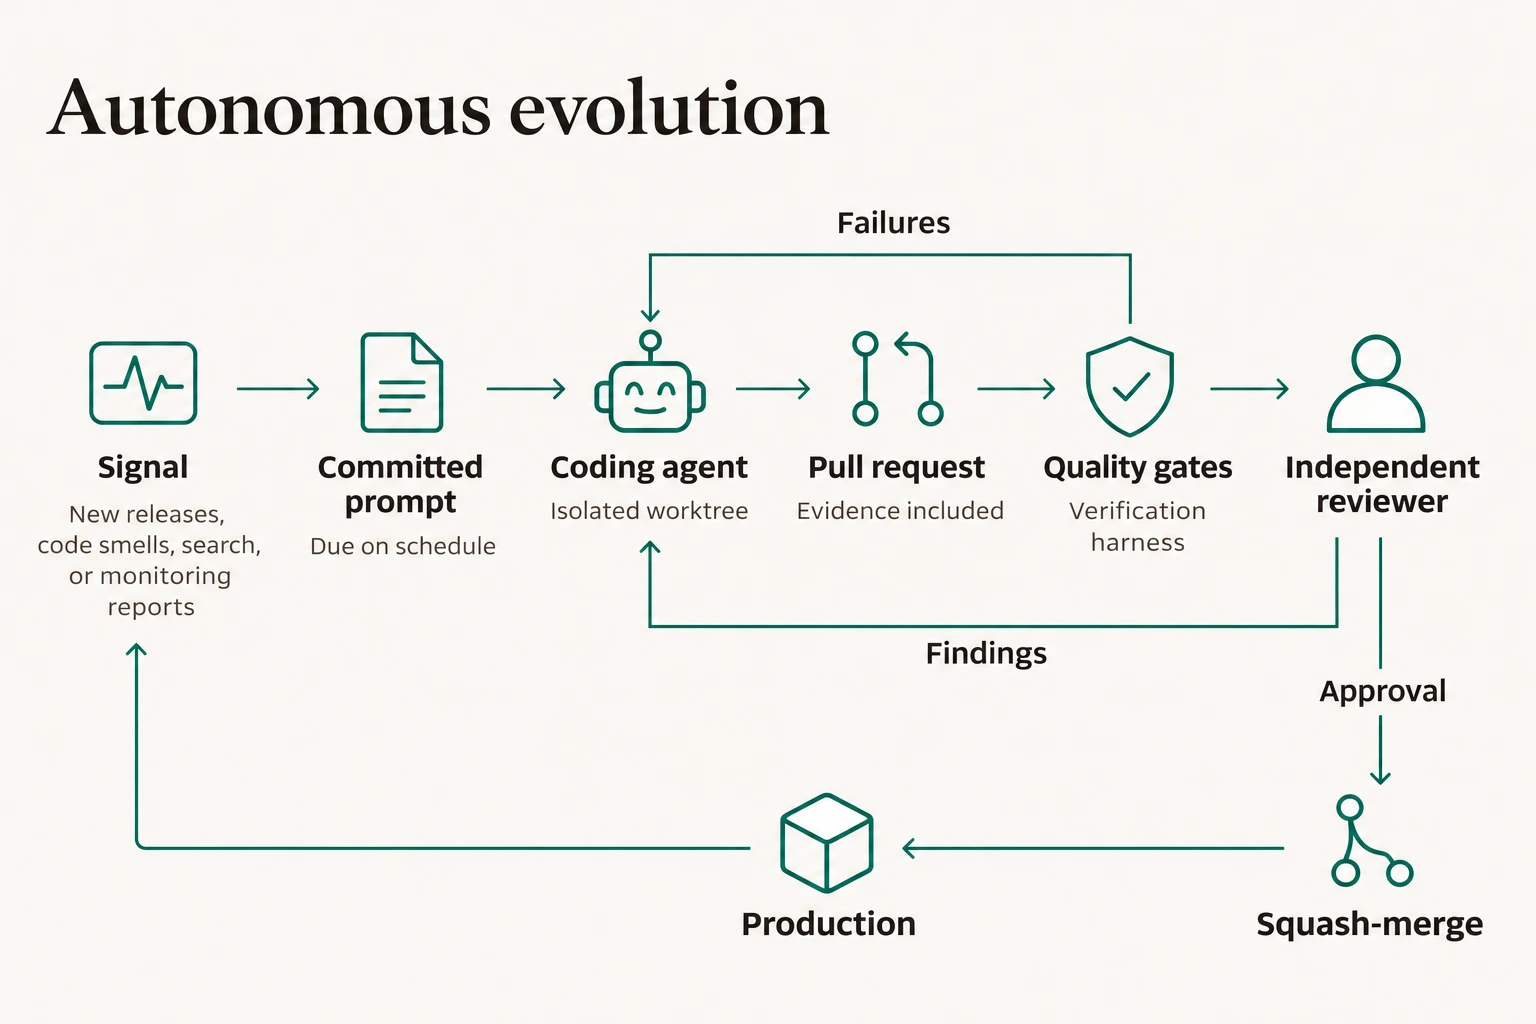 Autonomous evolution
Failures
Signal
New releases,
code smells, search,
or monitoring
reports
Committed
prompt
Due on schedule
Coding agent
Isolated worktree
Pull request
Evidence included
Quality gates
Verification
harness
Independent
reviewer
Findings
Approval
Production
Squash-merge